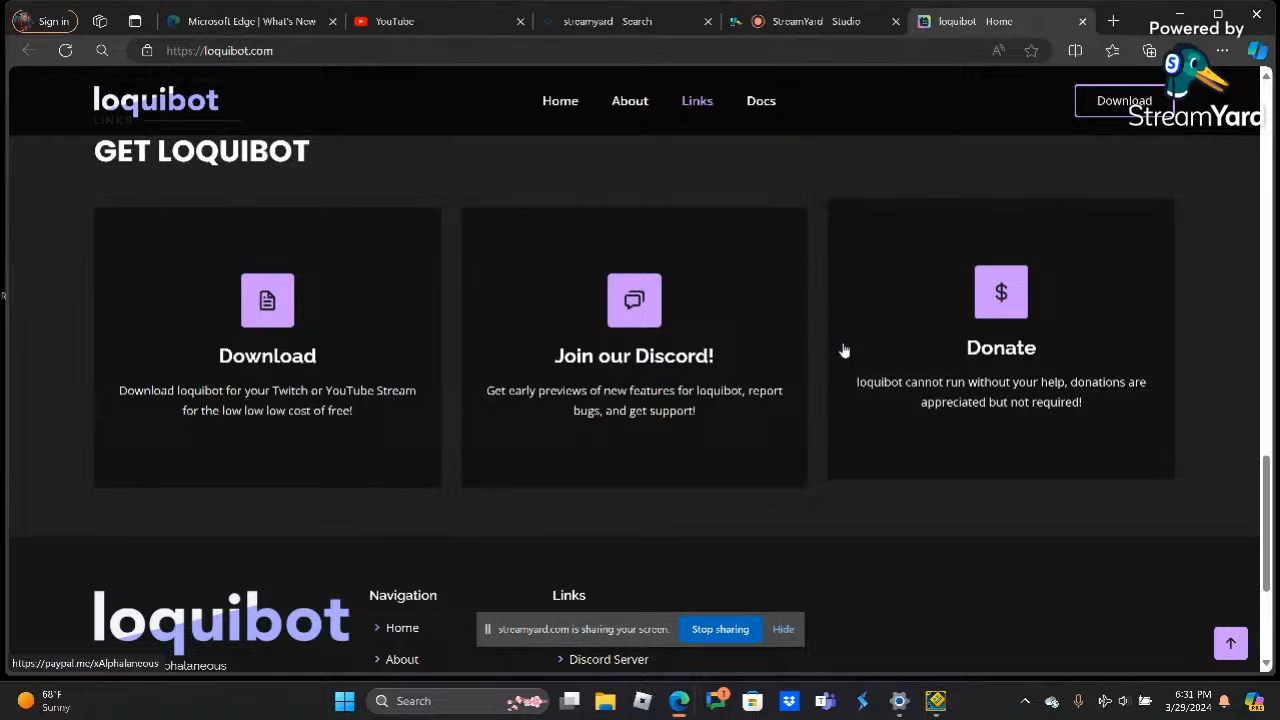 Sign in
Microsoft Edge | What's New
YouTube
streamyard Search
StreamYard Studio
loquibot Home
Powered by
https://loquibot.com
StreamYard
loquibot
Home
About
Links
Docs
Download
LINKS
GET LOQUIBOT
Download
Download loquibot for your Twitch or YouTube Stream
for the low low low cost of free!
Join our Discord!
Get early previews of new features for loquibot, report
bugs, and get support!
$
Donate
loquibot cannot run without your help, donations are
appreciated but not required!
loquibot
Navigation
Home
About
Links
Discord Server
streamyard.com is sharing your screen.
Stop sharing
Hide
https://paypal.me/xAlphalaneous
phalaneous
68°F
Sunny
Search
6:31 PM
3/29/2024